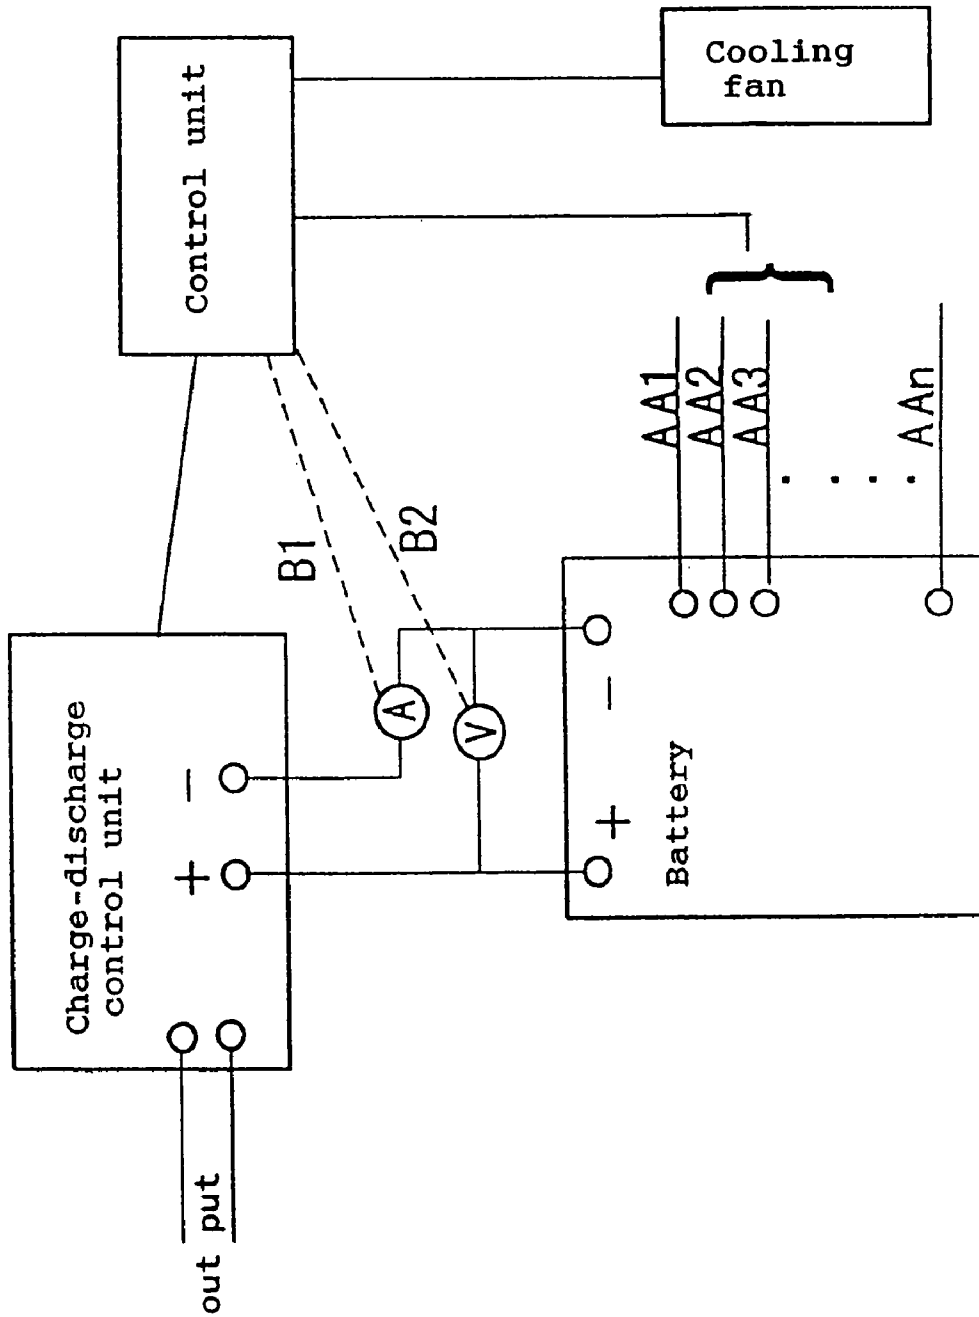 Cooling
fan
Control unit
AA1
AA2
AA3
AAn
B1
B2
Charge-discharge
control unit
+
−
A
V
+
−
Battery
out put